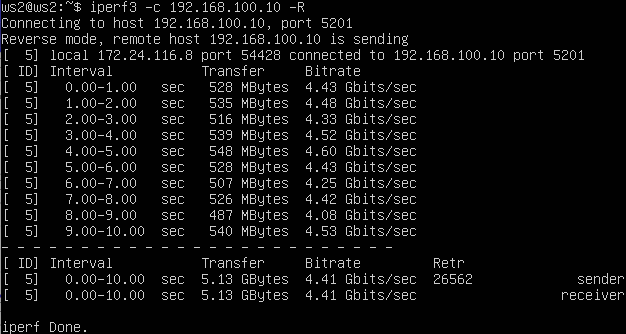 ws2@ws2:~$ iperf3 -c 192.168.100.10 -R
Connecting to host 192.168.100.10, port 5201
Reverse mode, remote host 192.168.100.10 is sending
[  5] local 172.24.116.8 port 54428 connected to 192.168.100.10 port 5201
[ ID] Interval           Transfer     Bitrate
[  5]   0.00-1.00   sec   528 MBytes  4.43 Gbits/sec
[  5]   1.00-2.00   sec   535 MBytes  4.48 Gbits/sec
[  5]   2.00-3.00   sec   516 MBytes  4.33 Gbits/sec
[  5]   3.00-4.00   sec   539 MBytes  4.52 Gbits/sec
[  5]   4.00-5.00   sec   548 MBytes  4.60 Gbits/sec
[  5]   5.00-6.00   sec   528 MBytes  4.43 Gbits/sec
[  5]   6.00-7.00   sec   507 MBytes  4.25 Gbits/sec
[  5]   7.00-8.00   sec   526 MBytes  4.42 Gbits/sec
[  5]   8.00-9.00   sec   487 MBytes  4.08 Gbits/sec
[  5]   9.00-10.00  sec   540 MBytes  4.53 Gbits/sec
- - - - - - - - - - - - - - - - - - - - - - - - -
[ ID] Interval           Transfer     Bitrate         Retr
[  5]   0.00-10.00  sec  5.13 GBytes  4.41 Gbits/sec  26562             sender
[  5]   0.00-10.00  sec  5.13 GBytes  4.41 Gbits/sec                  receiver

iperf Done.